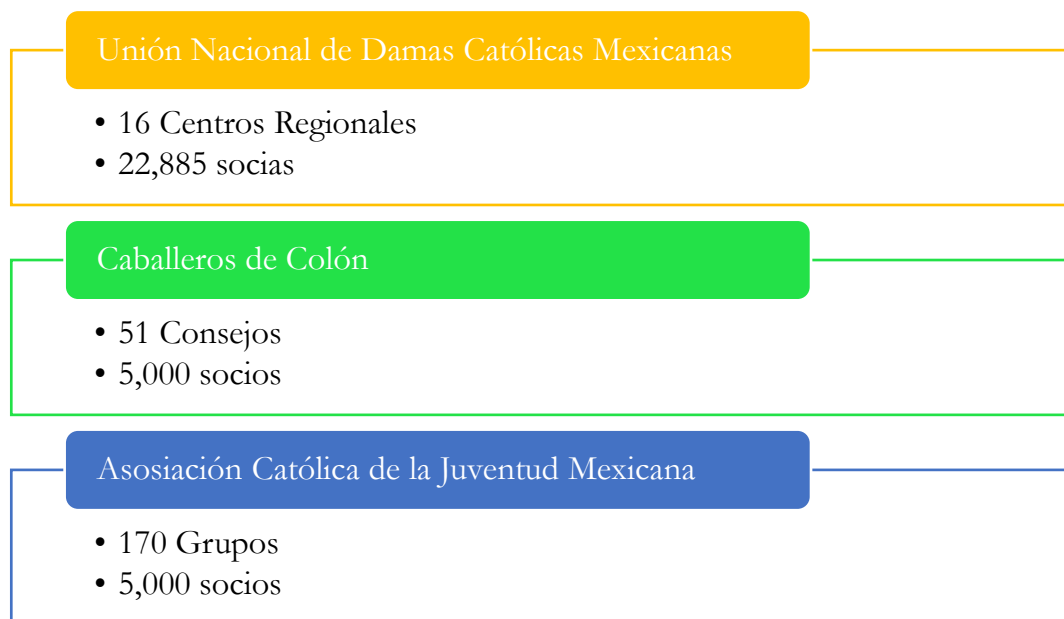 Unión Nacional de Damas Católicas Mexicanas
• 16 Centros Regionales
• 22,885 socias
Caballeros de Colón
• 51 Consejos
• 5,000 socios
Asosiación Católica de la Juventud Mexicana
• 170 Grupos
• 5,000 socios